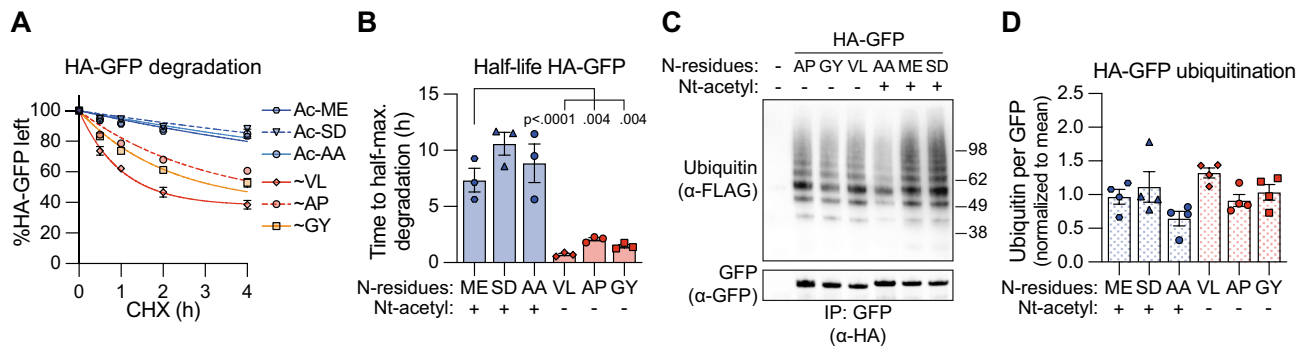 A
HA-GFP degradation
%HA-GFP left
100
80
60
40
20
0
0 1 2 3 4
CHX (h)
Ac-ME
Ac-SD
Ac-AA
~VL
~AP
~GY
B
Half-life HA-GFP
Time to half-max.
degradation (h)
15
10
5
0
p<.0001 .004 .004
N-residues: ME SD AA VL AP GY
Nt-acetyl: + + + - - -
C
HA-GFP
N-residues: - AP GY VL AA ME SD
Nt-acetyl: - - - - + + +
Ubiquitin
(α-FLAG)
-98
-62
-49
-38
GFP
(α-GFP)
IP: GFP
(α-HA)
D
HA-GFP ubiquitination
Ubiquitin per GFP
(normalized to mean)
2.5
2.0
1.5
1.0
0.5
0.0
N-residues: ME SD AA VL AP GY
Nt-acetyl: + + + - - -